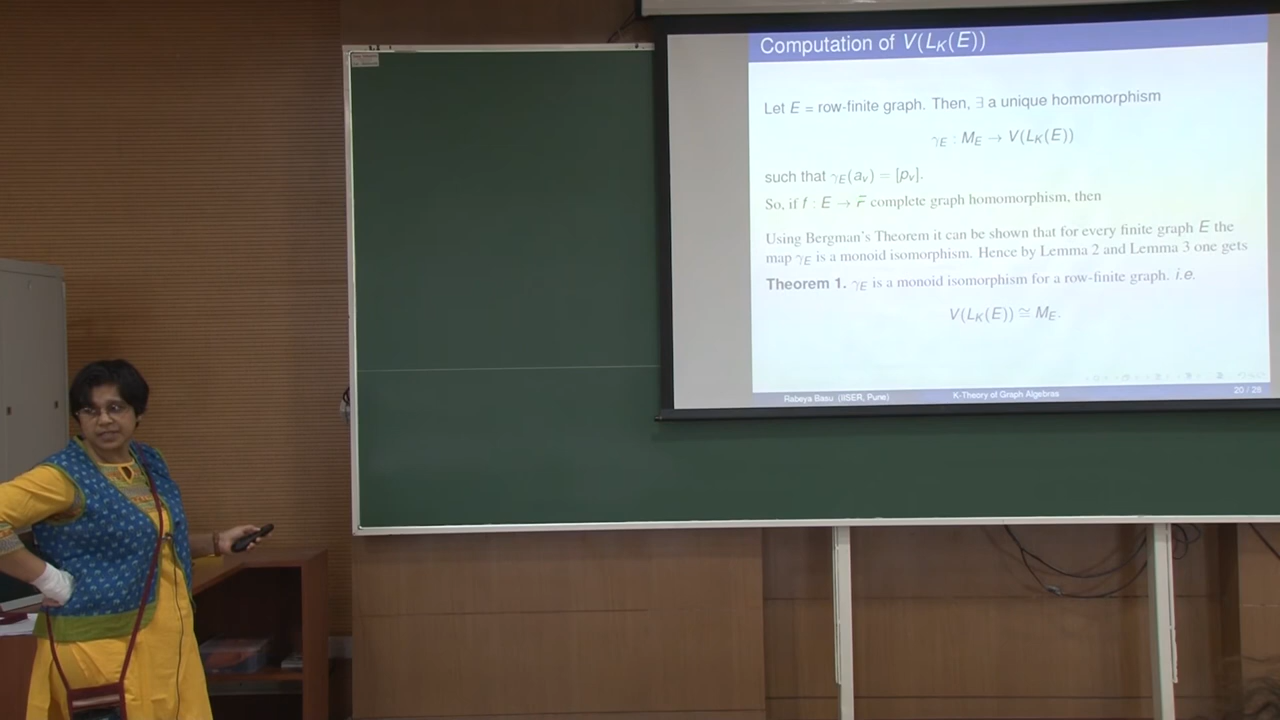 Computation of V(L_K(E))
Let E = row-finite graph. Then, ∃ a unique homomorphism
γ_E : M_E → V(L_K(E))
such that γ_E(a_v) = [p_v].
So, if f : E → complete graph homomorphism, then
Using Bergman's Theorem it can be shown that for every finite graph E the
map γ_E is a monoid isomorphism. Hence by Lemma 2 and Lemma 3 one gets
Theorem 1. γ_E is a monoid isomorphism for a row-finite graph. i.e.
V(L_K(E)) ≅ M_E.
Rabeya Basu (IISER, Pune) K-Theory of Graph Algebras 20 / 28